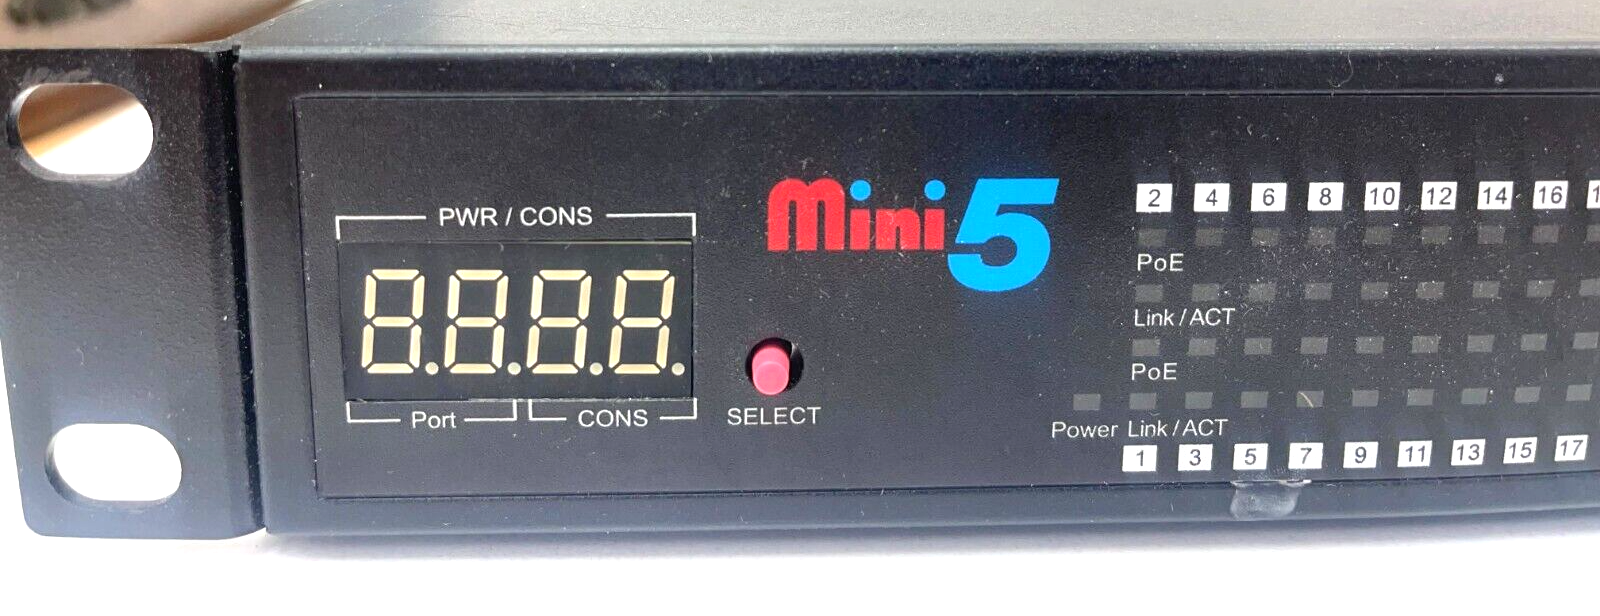 PWR / CONS
8.8.8.8.
Port
CONS
SELECT
mini5
2 4 6 8 10 12 14 16
PoE
Link / ACT
PoE
Power Link / ACT
1 3 5 7 9 11 13 15 17